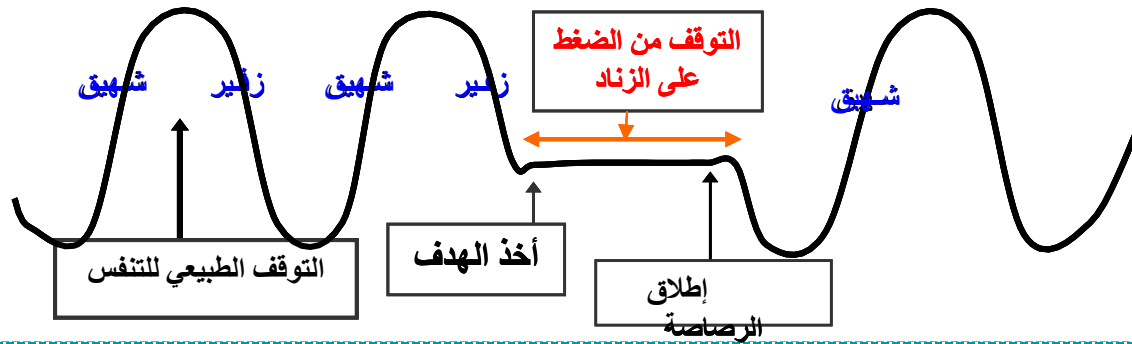 التوقف من الضغط
على الزناد
شهيق
زفير
شهيق
زفير
شهيق
التوقف الطبيعي للتنفس
أخذ الهدف
إطلاق
الرصاصة